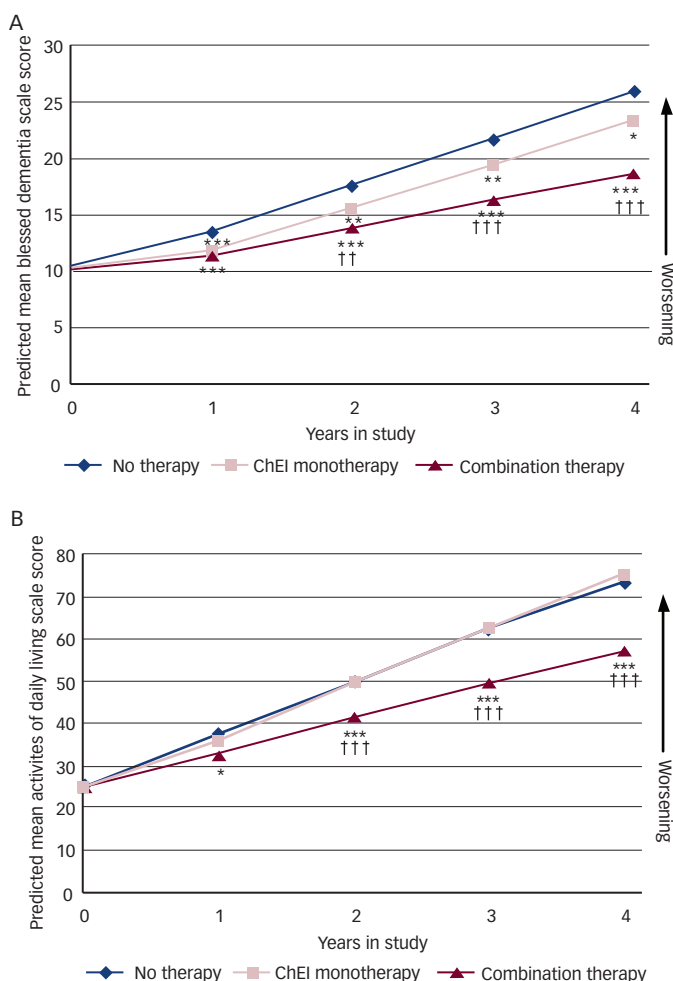 A
Predicted mean blessed dementia scale score
30
25
20
15
10
5
0
***
***
**
***
††
**
***
†††
*
***
†††
Worsening
0 1 2 3 4
Years in study
No therapy ChEI monotherapy Combination therapy
B
Predicted mean activites of daily living scale score
80
70
60
50
40
30
20
10
0
*
***
†††
***
†††
***
†††
Worsening
0 1 2 3 4
Years in study
No therapy ChEI monotherapy Combination therapy